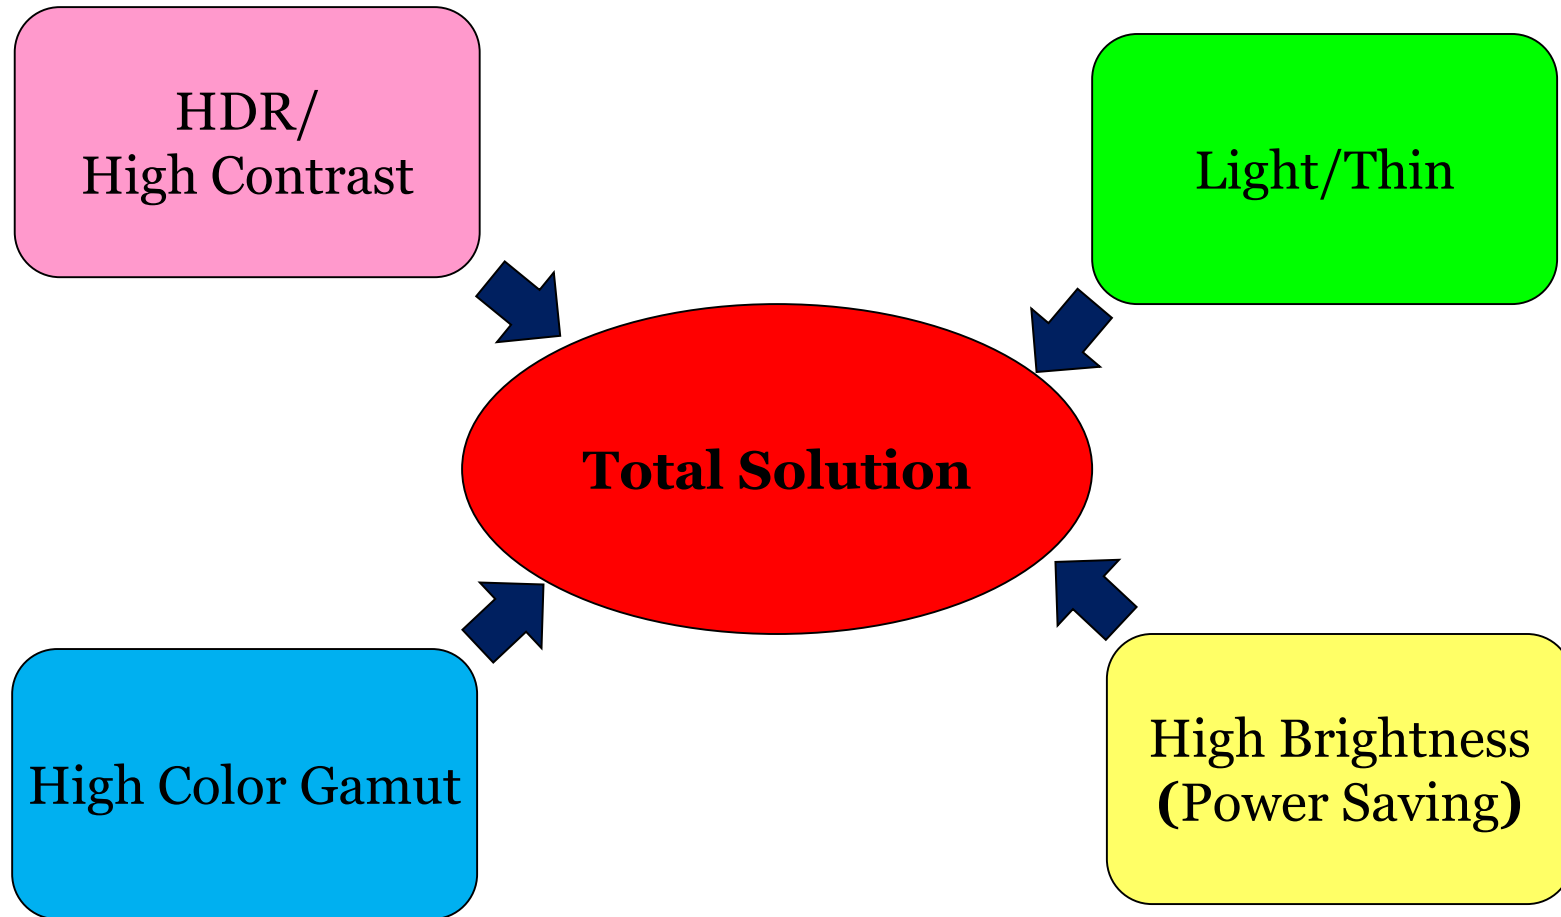 HDR/
High Contrast
Light/Thin
Total Solution
High Color Gamut
High Brightness
(Power Saving)